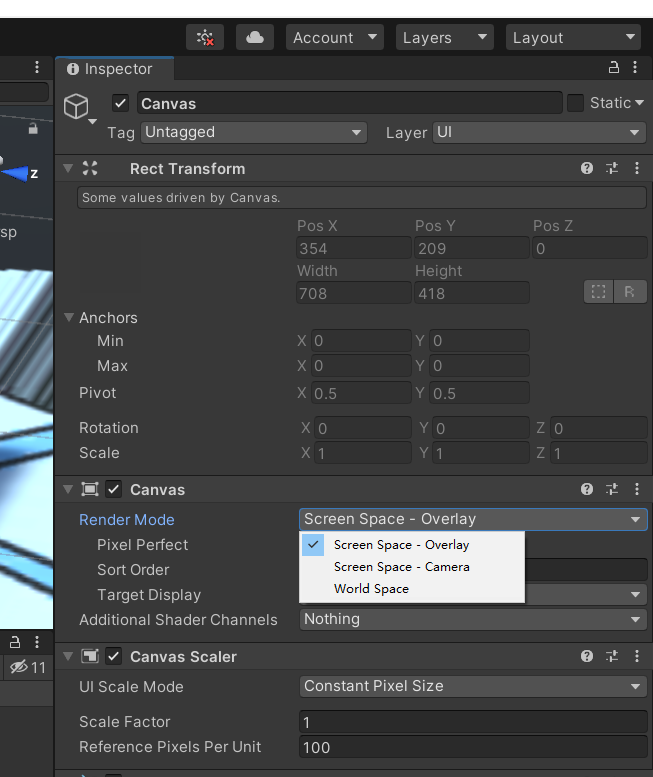 Account Layers Layout
Inspector
Canvas Static
Tag Untagged Layer UI
z
Rect Transform
Some values driven by Canvas.
sp
Pos X Pos Y Pos Z
354 209 0
Width Height
708 418 R
Anchors
Min X 0 Y 0
Max X 0 Y 0
Pivot X 0.5 Y 0.5
Rotation X 0 Y 0 Z 0
Scale X 1 Y 1 Z 1
Canvas
Render Mode Screen Space - Overlay
Pixel Perfect Screen Space - Overlay
Sort Order Screen Space - Camera
Target Display World Space
Additional Shader Channels Nothing
Canvas Scaler
11
UI Scale Mode Constant Pixel Size
Scale Factor 1
Reference Pixels Per Unit 100